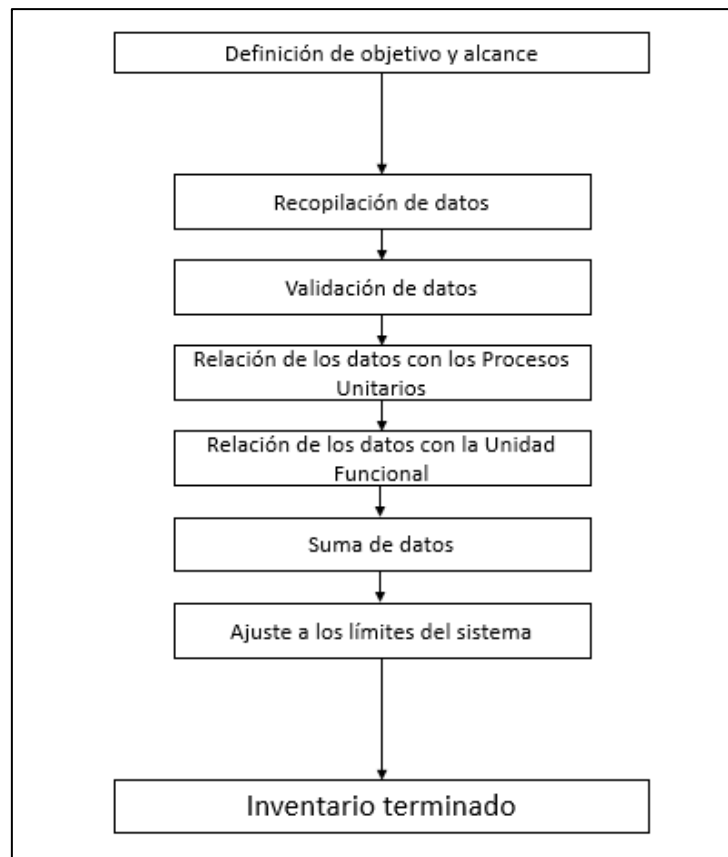 Definición de objetivo y alcance
Recopilación de datos
Validación de datos
Relación de los datos con los Procesos
Unitarios
Relación de los datos con la Unidad
Funcional
Suma de datos
Ajuste a los límites del sistema
Inventario terminado